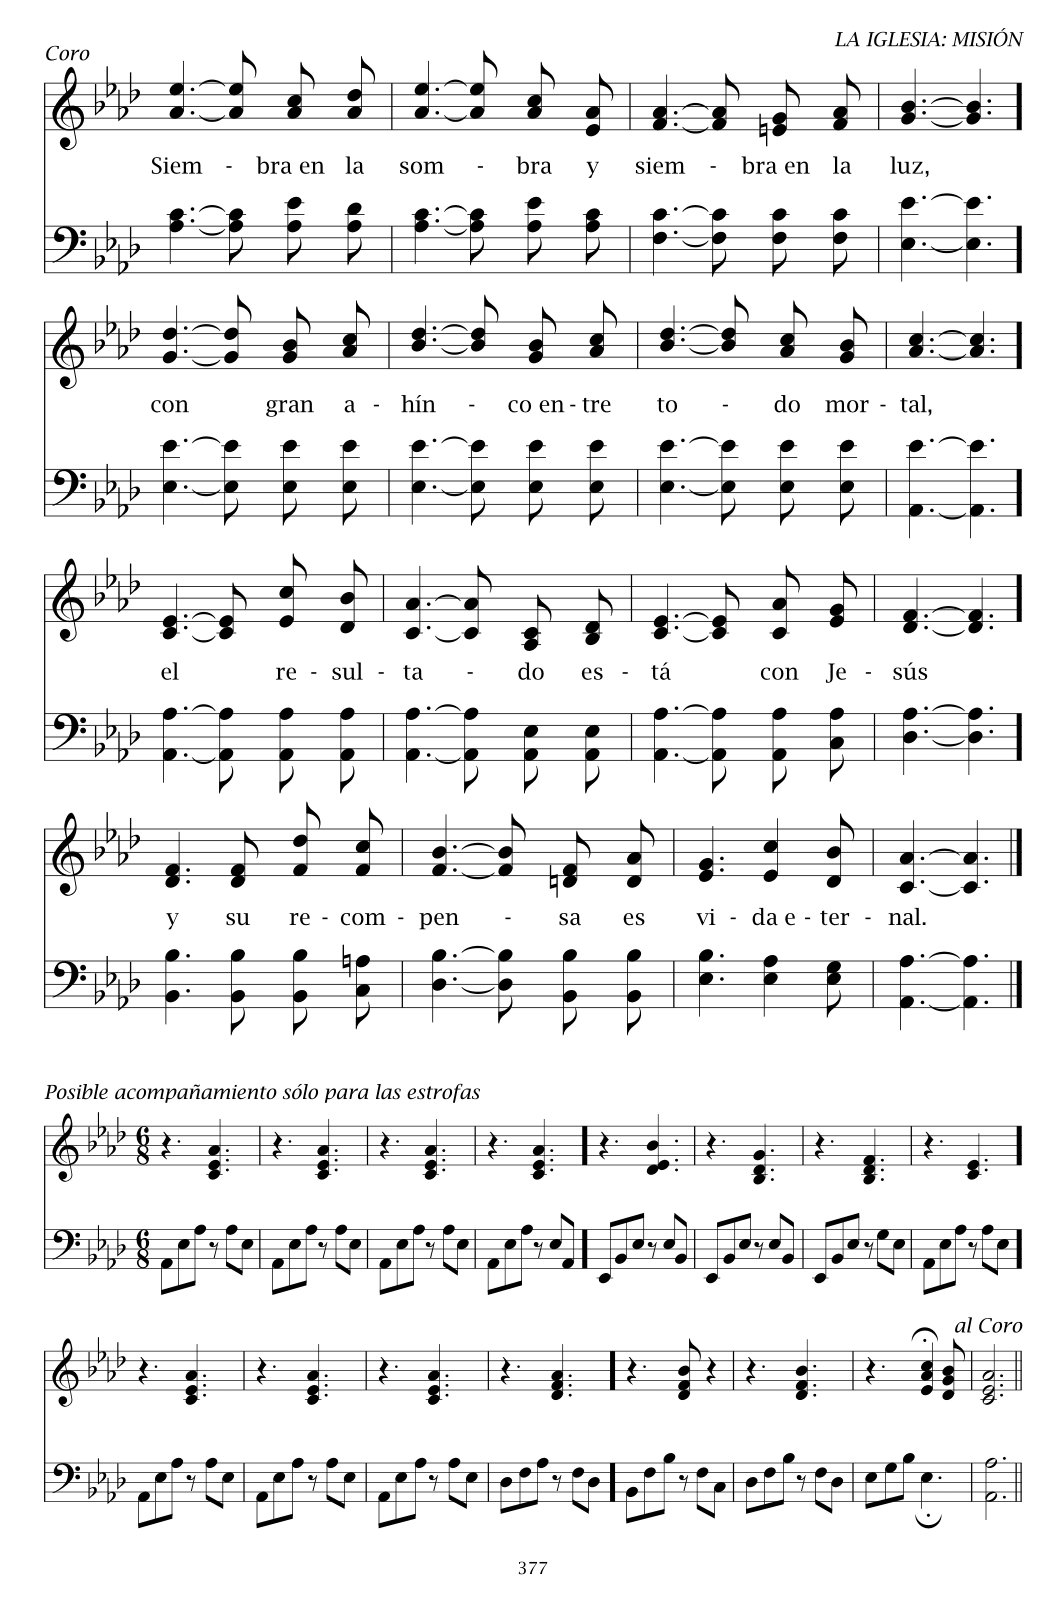 LA IGLESIA: MISIÓN
Coro
Siem - bra en la som - bra y siem - bra en la luz,
con gran a - hín - co en - tre to - do mor - tal,
el re - sul - ta - do es - tá con Je - sús
y su re - com - pen - sa es vi - da e - ter - nal.
Posible acompañamiento sólo para las estrofas
6
8
6
8
al Coro
377